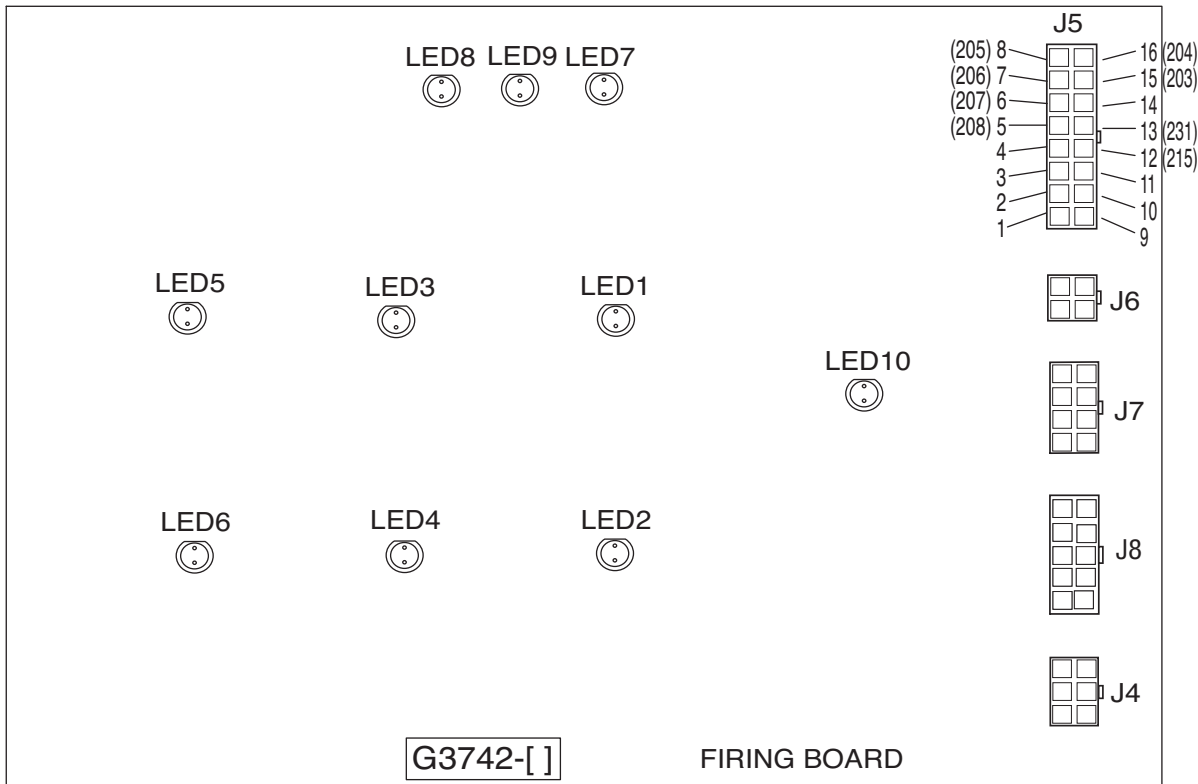 J5
LED8 LED9 LED7
(205) 8
16 (204)
(206) 7
15 (203)
(207) 6
14
(208) 5
13 (231)
4
12 (215)
3
11
2
10
1
9
LED5
LED3
LED1
J6
LED10
J7
LED6
LED4
LED2
J8
J4
G3742-[ ]
FIRING BOARD